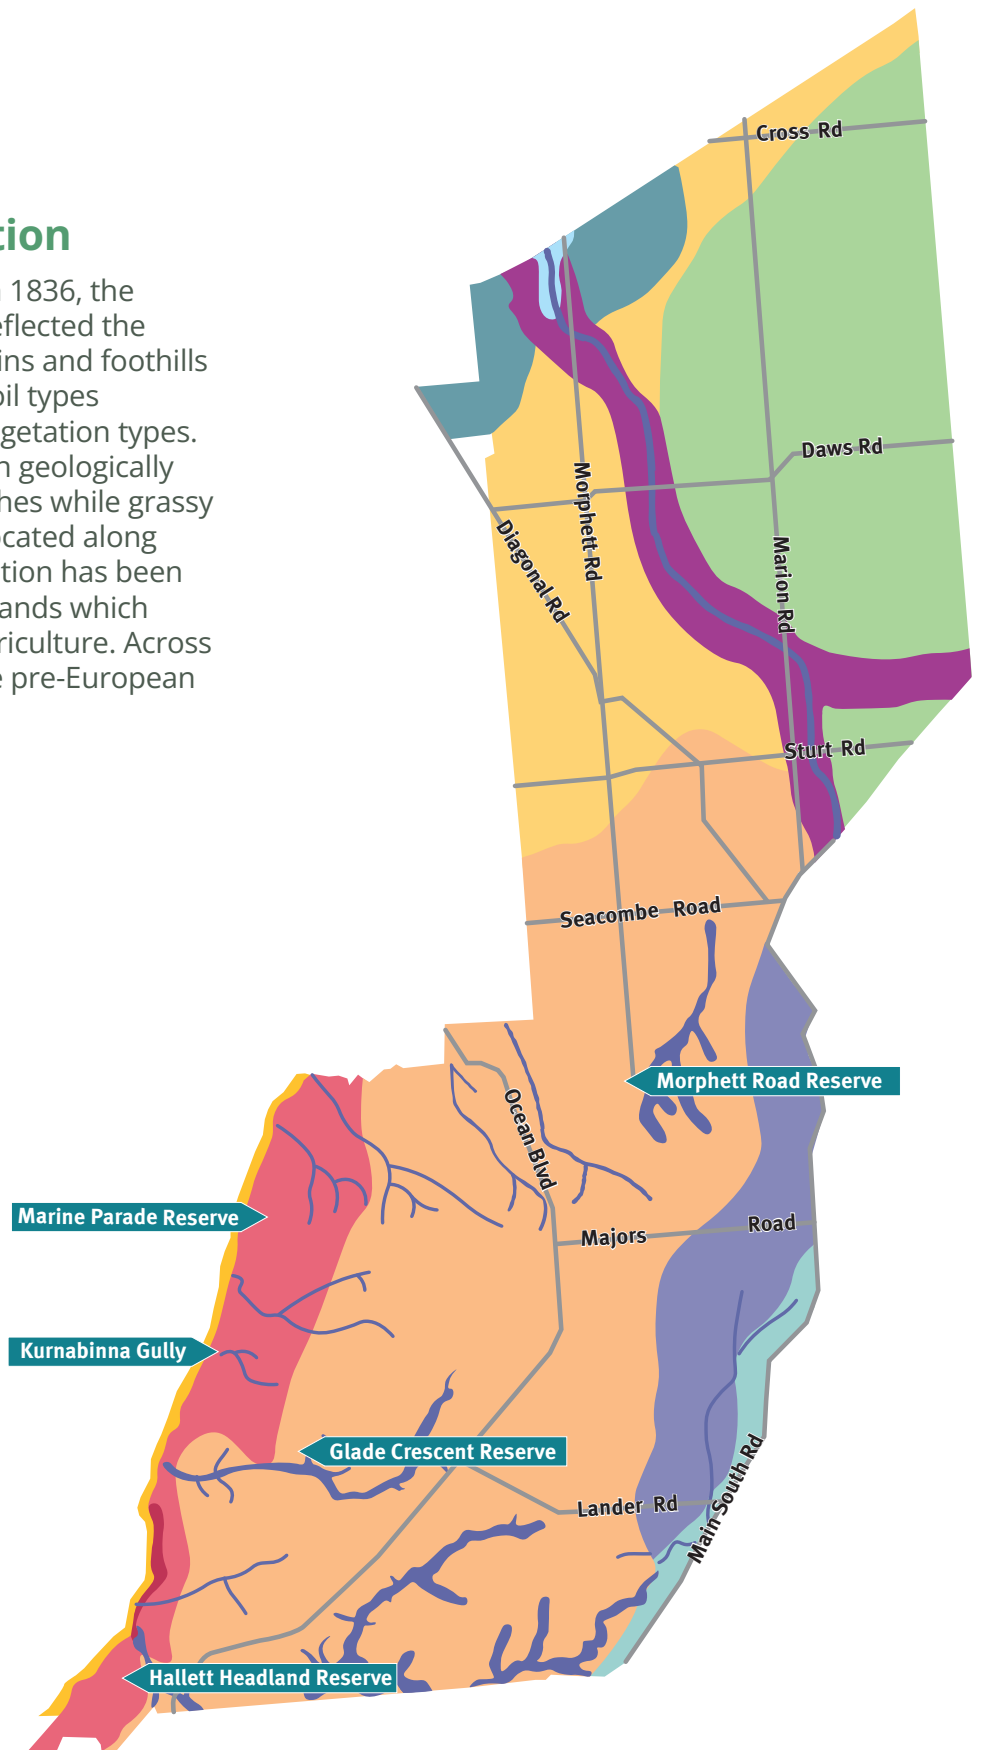 tion
1836, the
eflected the
ins and foothills
oil types
getation types.
n geologically
hes while grassy
ocated along
tion has been
ands which
riculture. Across
e pre-European
Cross Rd
Daws Rd
Morphett Rd
Diagonal Rd
Marion Rd
Sturt Rd
Seacombe Road
Morphett Road Reserve
Ocean Blvd
Marine Parade Reserve
Majors Road
Kurnabinna Gully
Glade Crescent Reserve
Lander Rd
Main South Rd
Hallett Headland Reserve